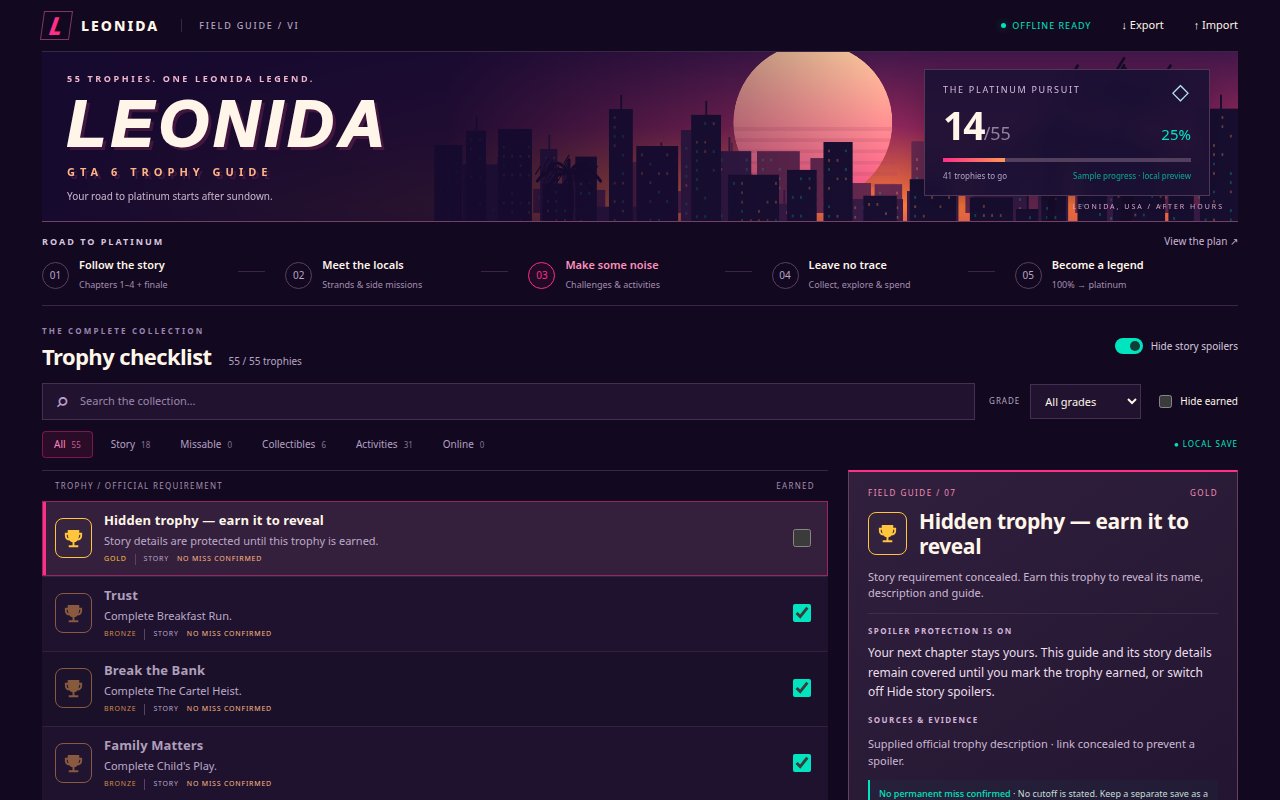 L LEONIDA FIELD GUIDE / VI
● OFFLINE READY ↓ Export ↑ Import
55 TROPHIES. ONE LEONIDA LEGEND.
LEONIDA
GTA 6 TROPHY GUIDE
Your road to platinum starts after sundown.
THE PLATINUM PURSUIT
14/55 25%
41 trophies to go Sample progress · local preview
LEONIDA, USA / AFTER HOURS
ROAD TO PLATINUM View the plan ↗
01 Follow the story
Chapters 1–4 + finale
02 Meet the locals
Strands & side missions
03 Make some noise
Challenges & activities
04 Leave no trace
Collect, explore & spend
05 Become a legend
100% → platinum
THE COMPLETE COLLECTION
Trophy checklist 55 / 55 trophies
Hide story spoilers
Search the collection...
GRADE All grades Hide earned
All 55 Story 18 Missable 0 Collectibles 6 Activities 31 Online 0
● LOCAL SAVE
TROPHY / OFFICIAL REQUIREMENT EARNED
Hidden trophy — earn it to reveal
Story details are protected until this trophy is earned.
GOLD STORY NO MISS CONFIRMED
Trust
Complete Breakfast Run.
BRONZE STORY NO MISS CONFIRMED
Break the Bank
Complete The Cartel Heist.
BRONZE STORY NO MISS CONFIRMED
Family Matters
Complete Child's Play.
BRONZE STORY NO MISS CONFIRMED
FIELD GUIDE / 07 GOLD
Hidden trophy — earn it to
reveal
Story requirement concealed. Earn this trophy to reveal its name,
description and guide.
SPOILER PROTECTION IS ON
Your next chapter stays yours. This guide and its story details
remain covered until you mark the trophy earned, or switch
off Hide story spoilers.
SOURCES & EVIDENCE
Supplied official trophy description · link concealed to prevent a
spoiler.
No permanent miss confirmed · No cutoff is stated. Keep a separate save as a